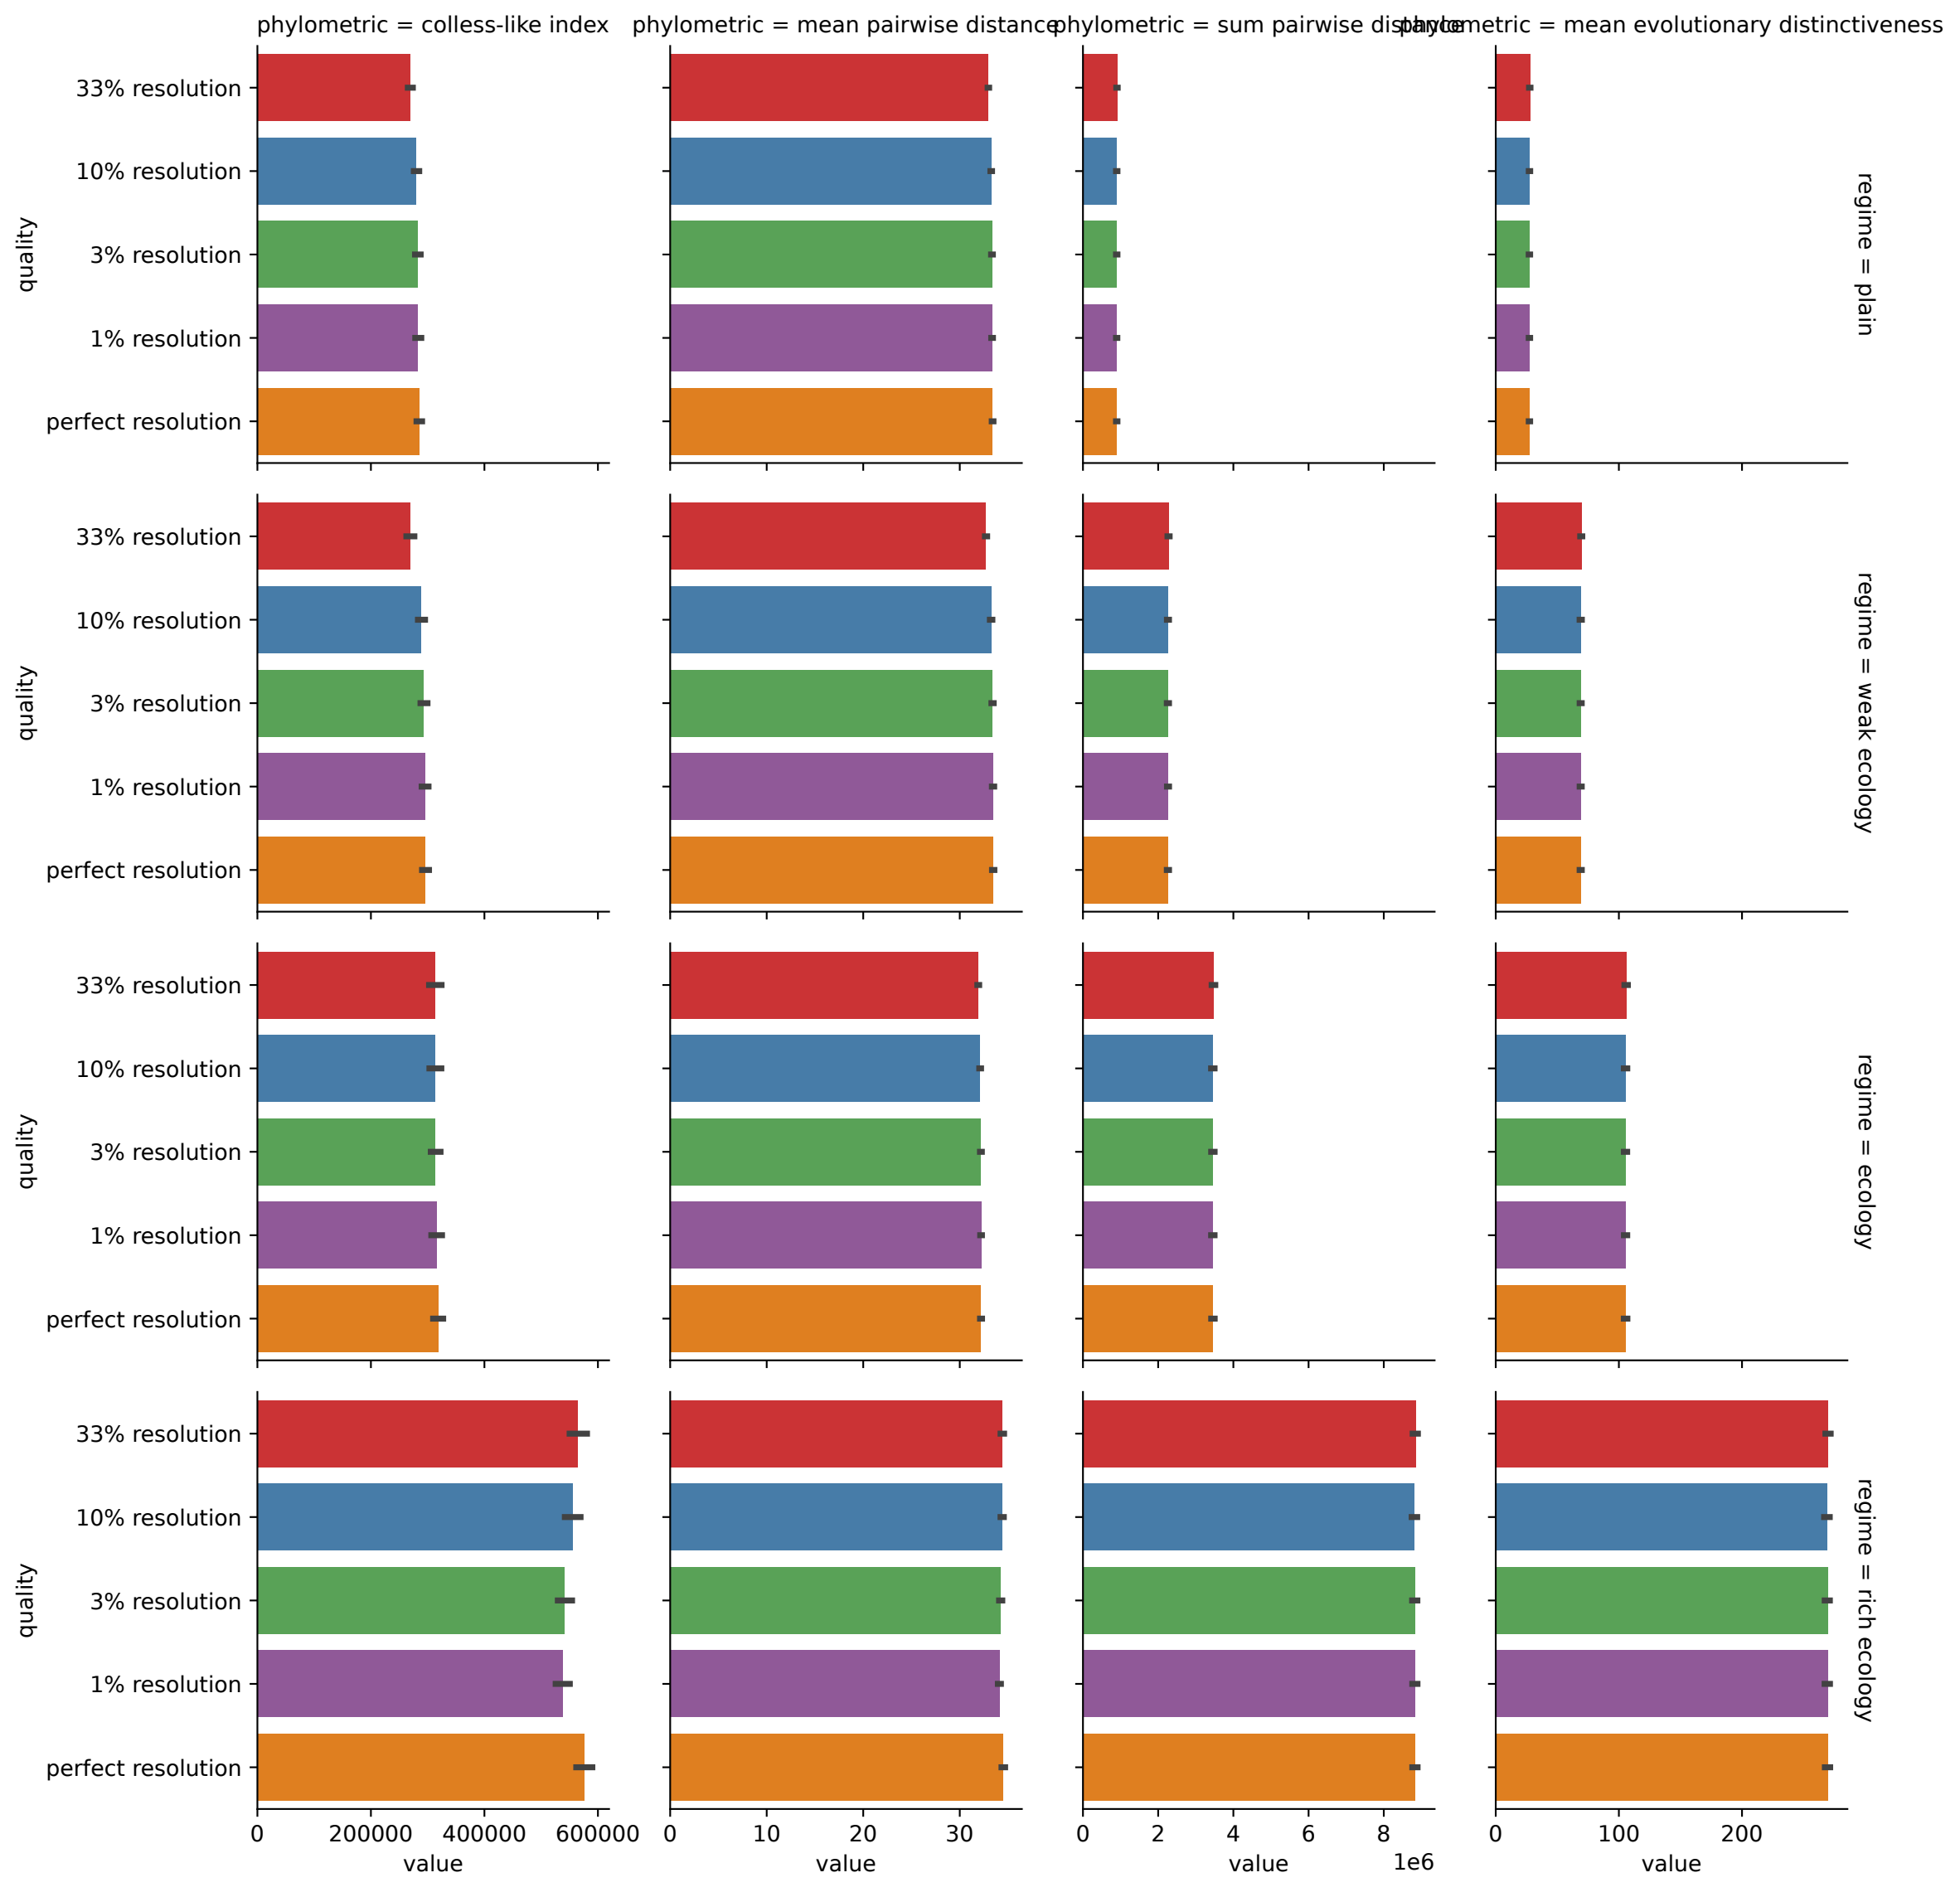 phylometric = colless-like index
phylometric = mean pairwise distance
phylometric = sum pairwise distance
phylometric = mean evolutionary distinctiveness
quality
33% resolution
10% resolution
3% resolution
1% resolution
perfect resolution
regime = plain
quality
33% resolution
10% resolution
3% resolution
1% resolution
perfect resolution
regime = weak ecology
quality
33% resolution
10% resolution
3% resolution
1% resolution
perfect resolution
regime = ecology
quality
33% resolution
10% resolution
3% resolution
1% resolution
perfect resolution
regime = rich ecology
0 200000 400000 600000
value
0 10 20 30
value
0 2 4 6 8
1e6
value
0 100 200
value